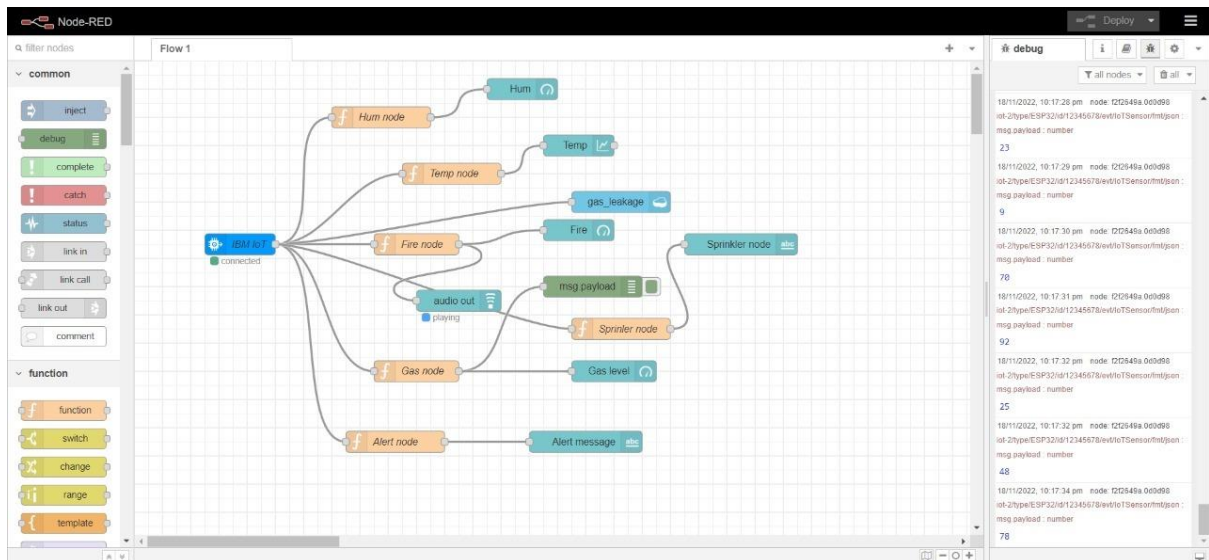 Node-RED
Deploy
filter nodes
common
inject
debug
complete
catch
status
link in
link call
link out
comment
function
function
switch
change
range
template
Flow 1
Hum
Hum node
Temp
Temp node
gas_leakage
Fire
IBM IoT
Fire node
Sprinkler node
abc
connected
msg.payload
audio out
playing
Sprinler node
Gas node
Gas level
Alert node
Alert message
abc
debug
all nodes
all
18/11/2022, 10:17:28 pm node: f2f2649a.0d0d98
iot-2/type/ESP32/id/12345678/evt/IoTSensor/fmt/json :
msg.payload : number
23
18/11/2022, 10:17:29 pm node: f2f2649a.0d0d98
iot-2/type/ESP32/id/12345678/evt/IoTSensor/fmt/json :
msg.payload : number
9
18/11/2022, 10:17:30 pm node: f2f2649a.0d0d98
iot-2/type/ESP32/id/12345678/evt/IoTSensor/fmt/json :
msg.payload : number
78
18/11/2022, 10:17:31 pm node: f2f2649a.0d0d98
iot-2/type/ESP32/id/12345678/evt/IoTSensor/fmt/json :
msg.payload : number
92
18/11/2022, 10:17:32 pm node: f2f2649a.0d0d98
iot-2/type/ESP32/id/12345678/evt/IoTSensor/fmt/json :
msg.payload : number
25
18/11/2022, 10:17:32 pm node: f2f2649a.0d0d98
iot-2/type/ESP32/id/12345678/evt/IoTSensor/fmt/json :
msg.payload : number
48
18/11/2022, 10:17:34 pm node: f2f2649a.0d0d98
iot-2/type/ESP32/id/12345678/evt/IoTSensor/fmt/json :
msg.payload : number
78